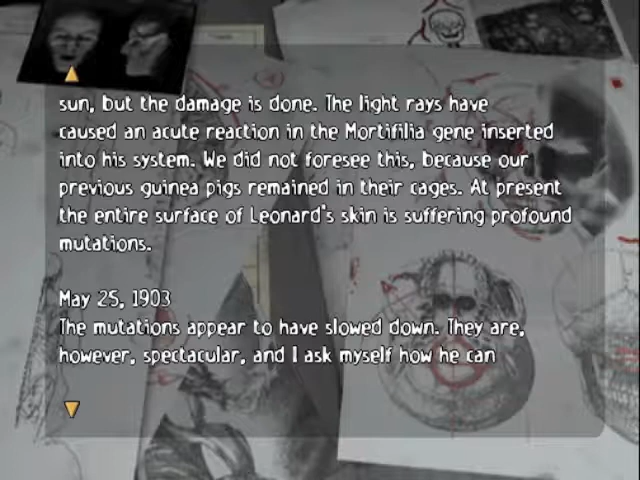 sun, but the damage is done. The light rays have
caused an acute reaction in the Mortifilia gene inserted
into his system. We did not foresee this, because our
previous guinea pigs remained in their cages. At present
the entire surface of Leonard's skin is suffering profound
mutations.
May 25, 1903
The mutations appear to have slowed down. They are,
however, spectacular, and I ask myself how he can